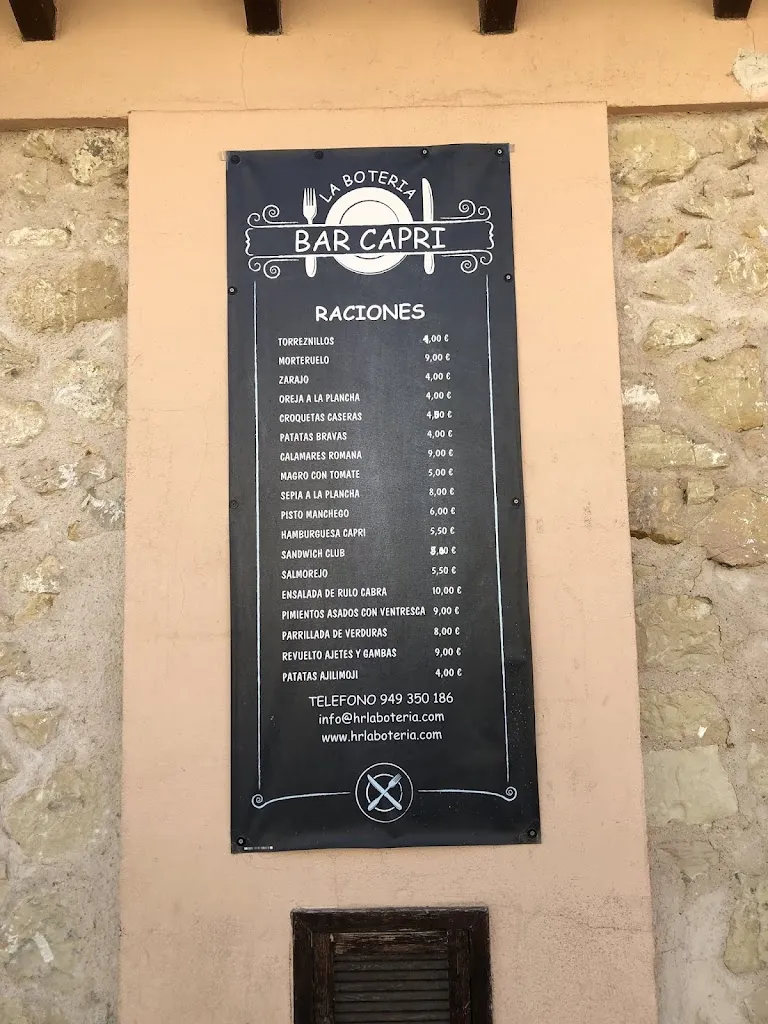 LA BOTERIA
BAR CAPRI
RACIONES
TORREZNILLOS 4,00 €
MORTERUELO 9,00 €
ZARAJO 4,00 €
OREJA A LA PLANCHA 4,00 €
CROQUETAS CASERAS 4,50 €
PATATAS BRAVAS 4,00 €
CALAMARES ROMANA 9,00 €
MAGRO CON TOMATE 5,00 €
SEPIA A LA PLANCHA 8,00 €
PISTO MANCHEGO 6,00 €
HAMBURGUESA CAPRI 5,50 €
SANDWICH CLUB
SALMOREJO 5,50 €
ENSALADA DE RULO CABRA 10,00 €
PIMIENTOS ASADOS CON VENTRESCA 9,00 €
PARRILLADA DE VERDURAS 8,00 €
REVUELTO AJETES Y GAMBAS 9,00 €
PATATAS AJILIMOJI 4,00 €
TELEFONO 949 350 186
info@hrlaboteria.com
www.hrlaboteria.com